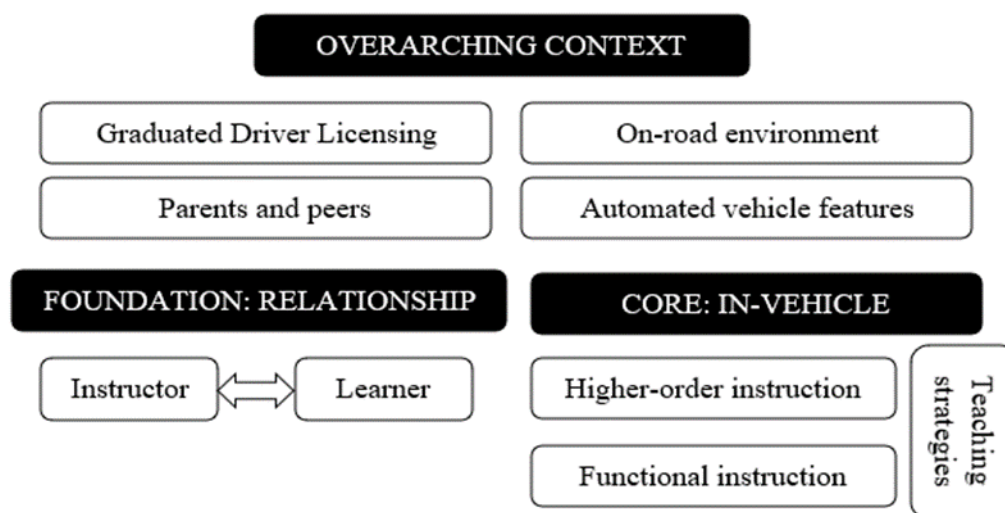 OVERARCHING CONTEXT
Graduated Driver Licensing
On-road environment
Parents and peers
Automated vehicle features
FOUNDATION: RELATIONSHIP
CORE: IN-VEHICLE
Instructor
Learner
Higher-order instruction
Functional instruction
Teaching
strategies